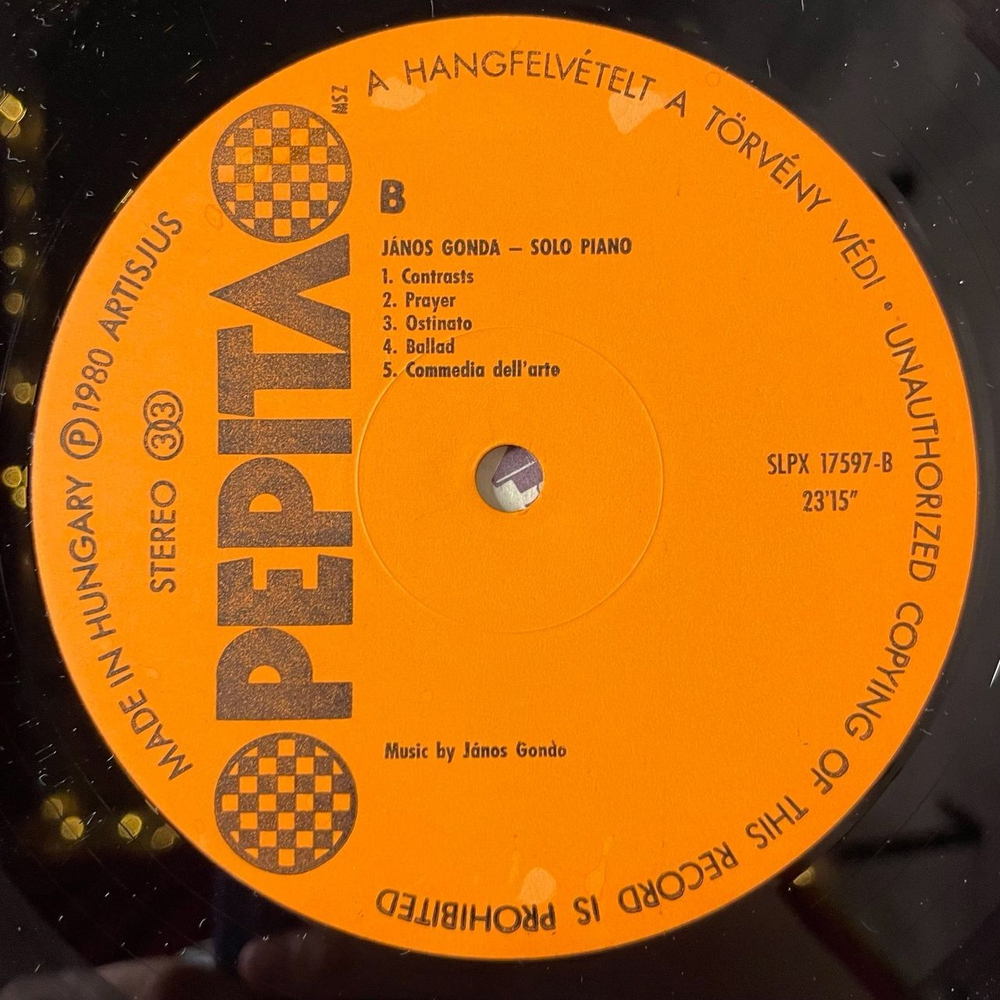 A HANGFELVÉTELT A TÖRVÉNY VÉDI • UNAUTHORIZED COPYING OF THIS RECORD IS PROHIBITED
MADE IN HUNGARY Ⓟ 1980 ARTISJUS
STEREO 303
PEPITA
MSZ
B
JÁNOS GONDA – SOLO PIANO
1. Contrasts
2. Prayer
3. Ostinato
4. Ballad
5. Commedia dell'arte
SLPX 17597-B
23'15"
Music by János Gonda